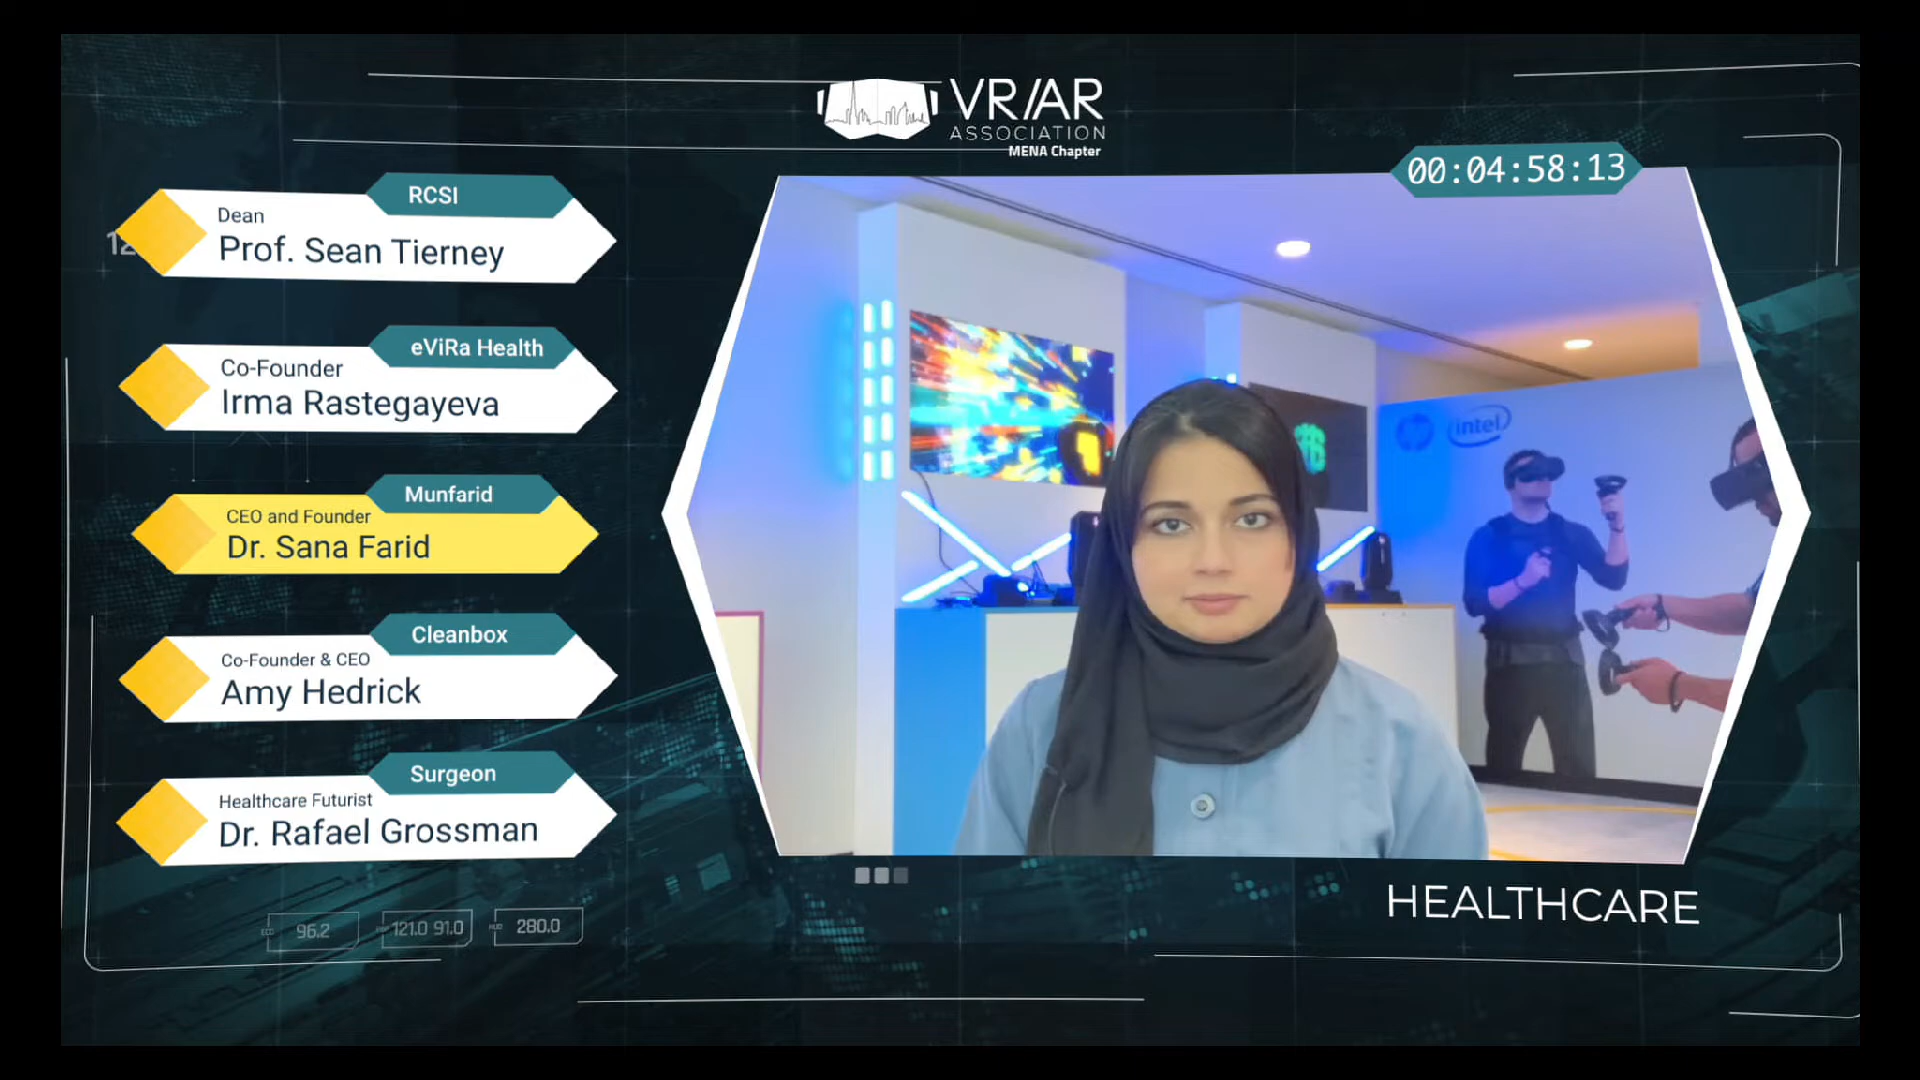 VR/AR
ASSOCIATION
MENA Chapter
00:04:58:13
RCSI
Dean
Prof. Sean Tierney
eViRa Health
Co-Founder
Irma Rastegayeva
Munfarid
CEO and Founder
Dr. Sana Farid
Cleanbox
Co-Founder & CEO
Amy Hedrick
Surgeon
Healthcare Futurist
Dr. Rafael Grossman
hp
intel
HEALTHCARE
96.2
121.0 91.0
280.0